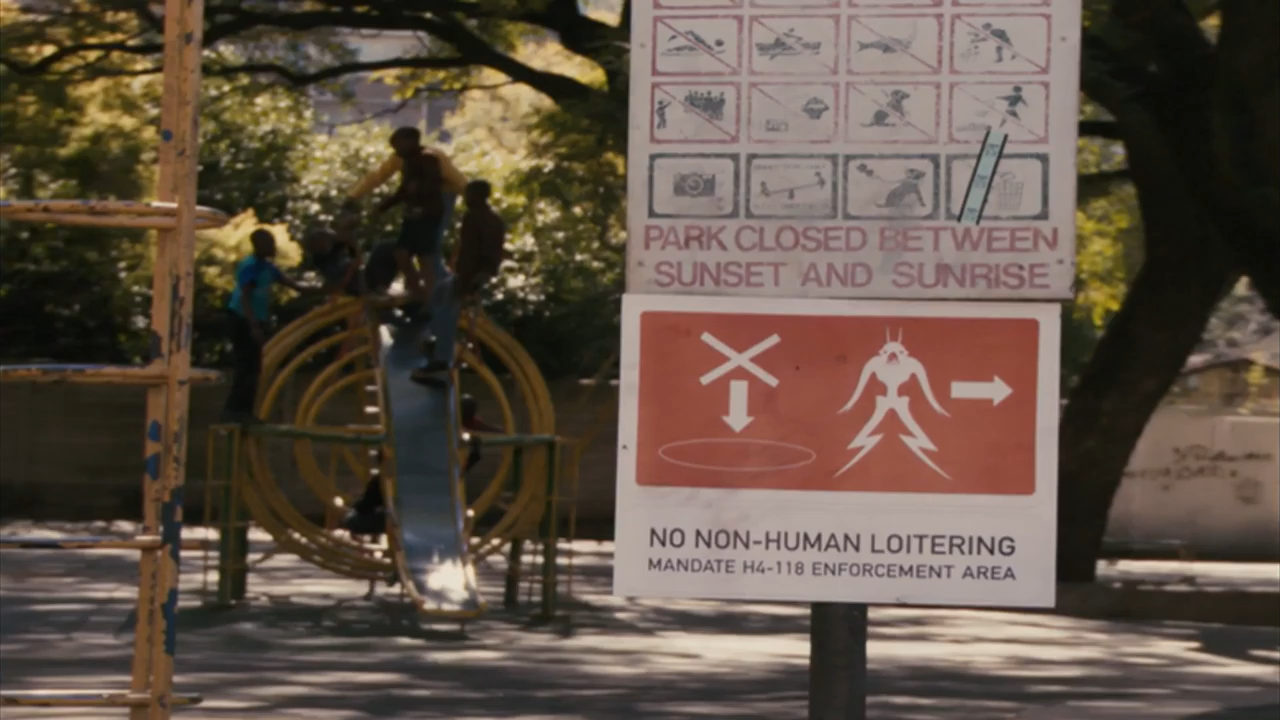 PARK CLOSED BETWEEN
SUNSET AND SUNRISE
NO NON-HUMAN LOITERING
MANDATE H4-118 ENFORCEMENT AREA